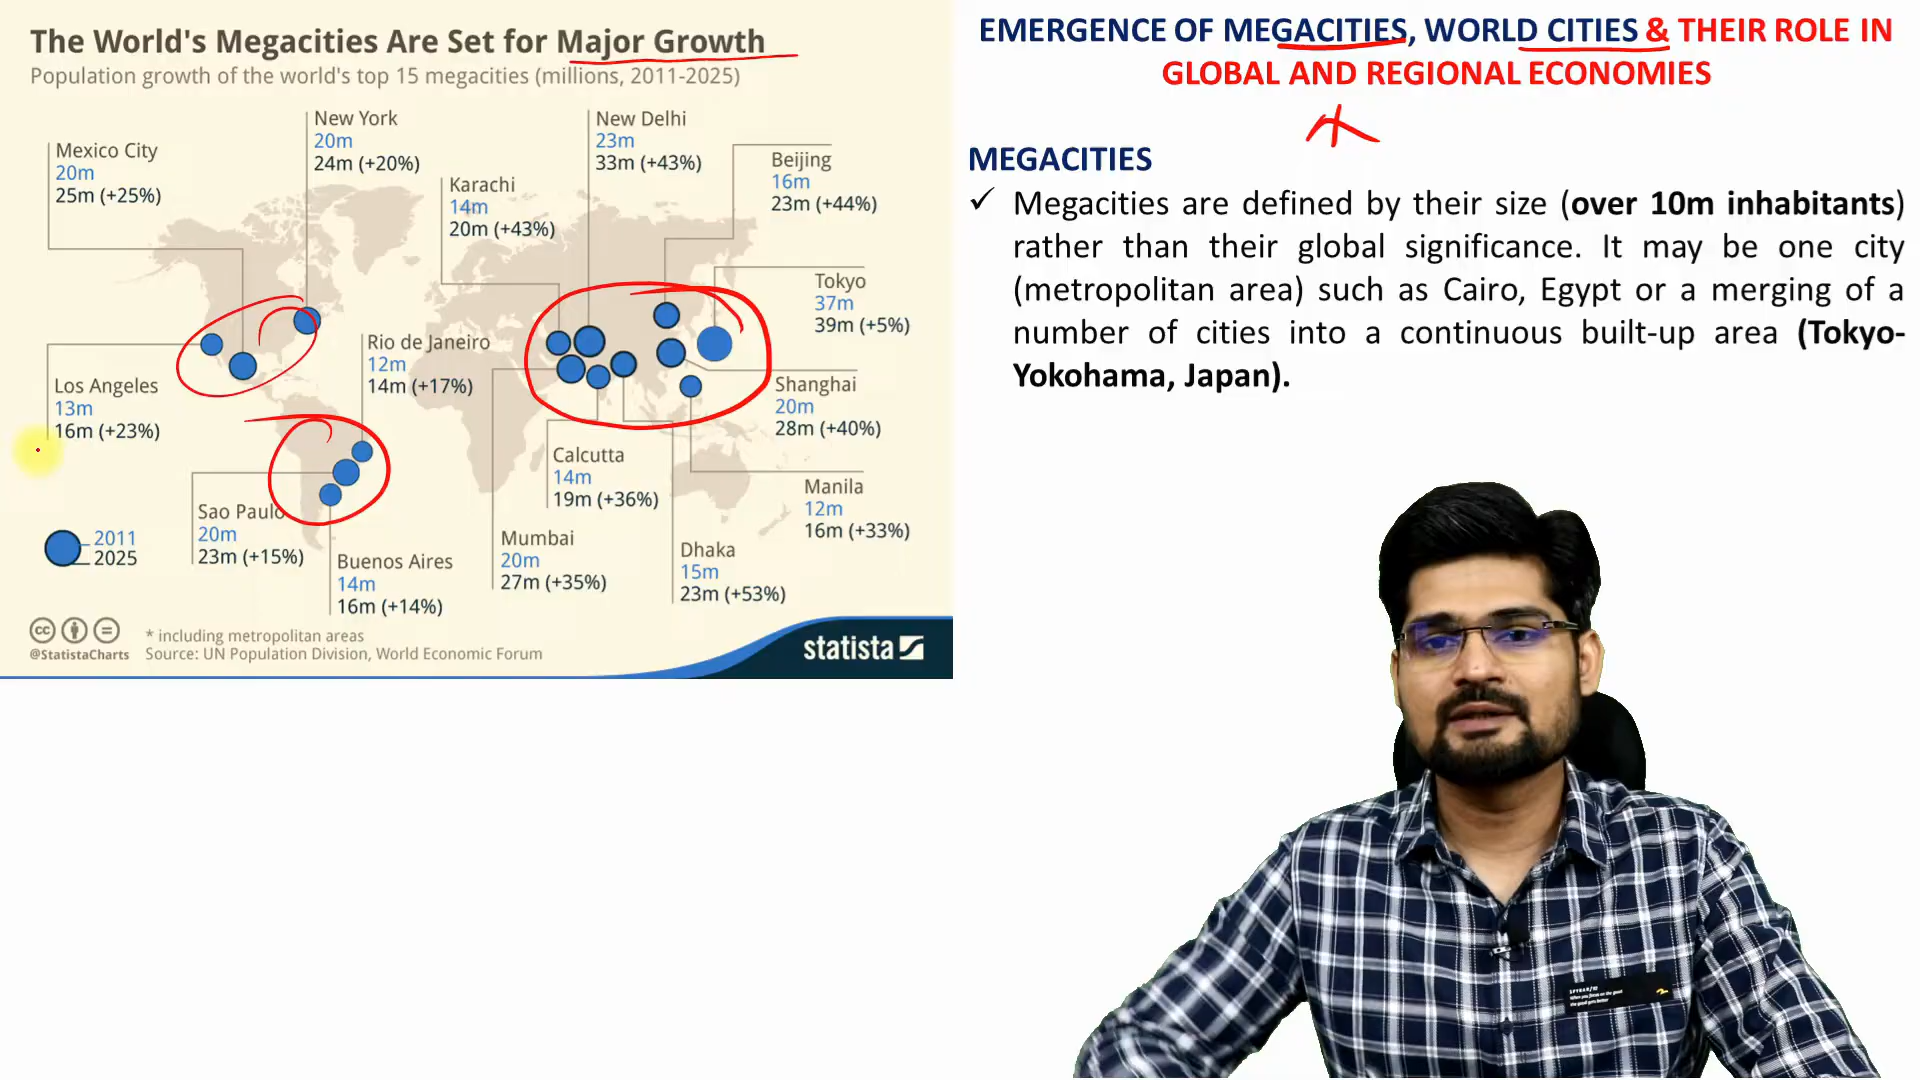 The World's Megacities Are Set for Major Growth
Population growth of the world's top 15 megacities (millions, 2011-2025)
Mexico City
20m
25m (+25%)
New York
20m
24m (+20%)
Karachi
14m
20m (+43%)
New Delhi
23m
33m (+43%)
Beijing
16m
23m (+44%)
Tokyo
37m
39m (+5%)
Los Angeles
13m
16m (+23%)
Rio de Janeiro
12m
14m (+17%)
Shanghai
20m
28m (+40%)
Calcutta
14m
19m (+36%)
Manila
12m
16m (+33%)
Sao Paulo
20m
23m (+15%)
Buenos Aires
14m
16m (+14%)
Mumbai
20m
27m (+35%)
Dhaka
15m
23m (+53%)
2011
2025
cc
@StatistaCharts
* including metropolitan areas
Source: UN Population Division, World Economic Forum
statista
EMERGENCE OF MEGACITIES, WORLD CITIES & THEIR ROLE IN
GLOBAL AND REGIONAL ECONOMIES
MEGACITIES
✓ Megacities are defined by their size (over 10m inhabitants)
rather than their global significance. It may be one city
(metropolitan area) such as Cairo, Egypt or a merging of a
number of cities into a continuous built-up area (Tokyo-
Yokohama, Japan).